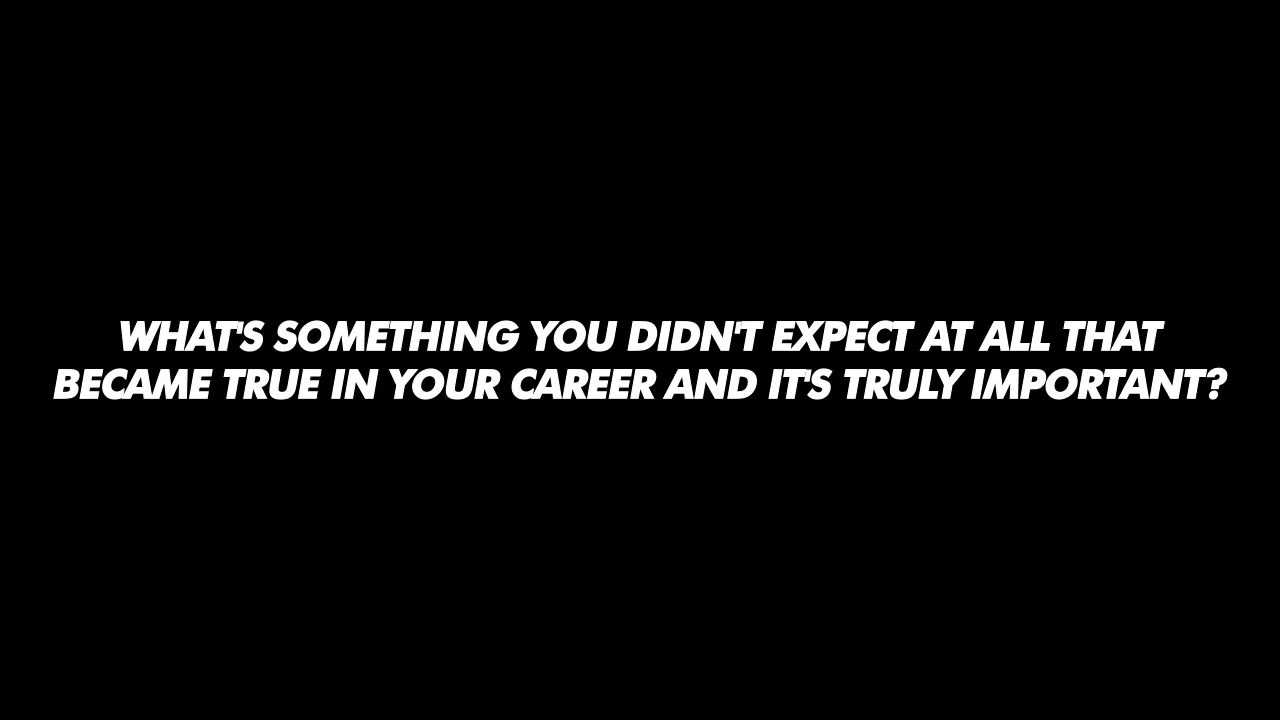 WHAT'S SOMETHING YOU DIDN'T EXPECT AT ALL THAT
BECAME TRUE IN YOUR CAREER AND IT'S TRULY IMPORTANT?